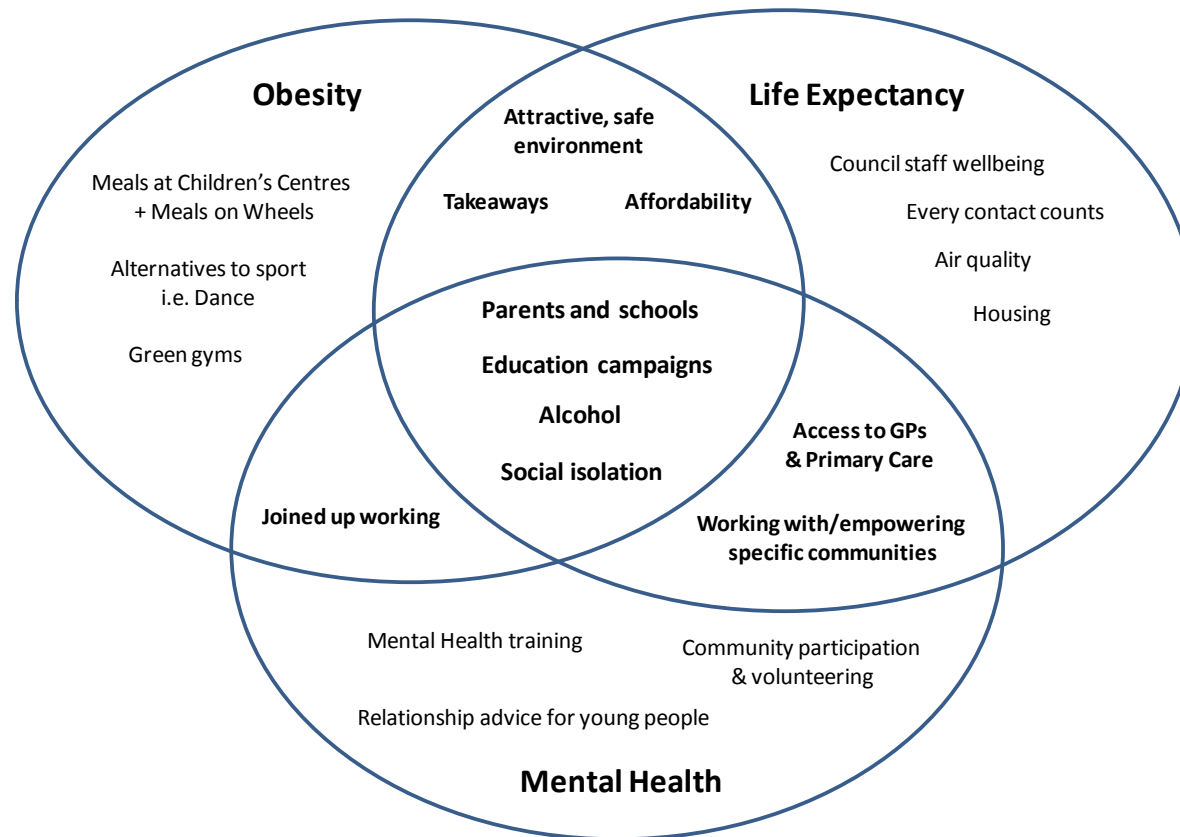 Obesity
Life Expectancy
Attractive, safe
environment
Takeaways
Affordability
Meals at Children’s Centres
+ Meals on Wheels
Alternatives to sport
i.e. Dance
Green gyms
Council staff wellbeing
Every contact counts
Air quality
Housing
Parents and schools
Education campaigns
Alcohol
Social isolation
Joined up working
Access to GPs
& Primary Care
Working with/empowering
specific communities
Mental Health training
Community participation
& volunteering
Relationship advice for young people
Mental Health